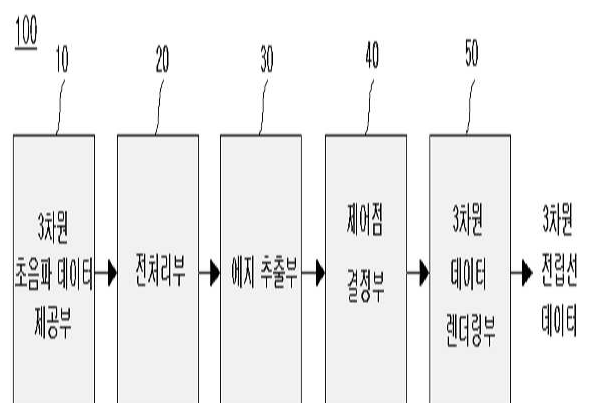 100
10
20
30
40
50
3차원
초음파 데이터
제공부
전처리부
에지 추출부
제어점
결정부
3차원
데이터
렌더링부
3차원
전립선
데이터